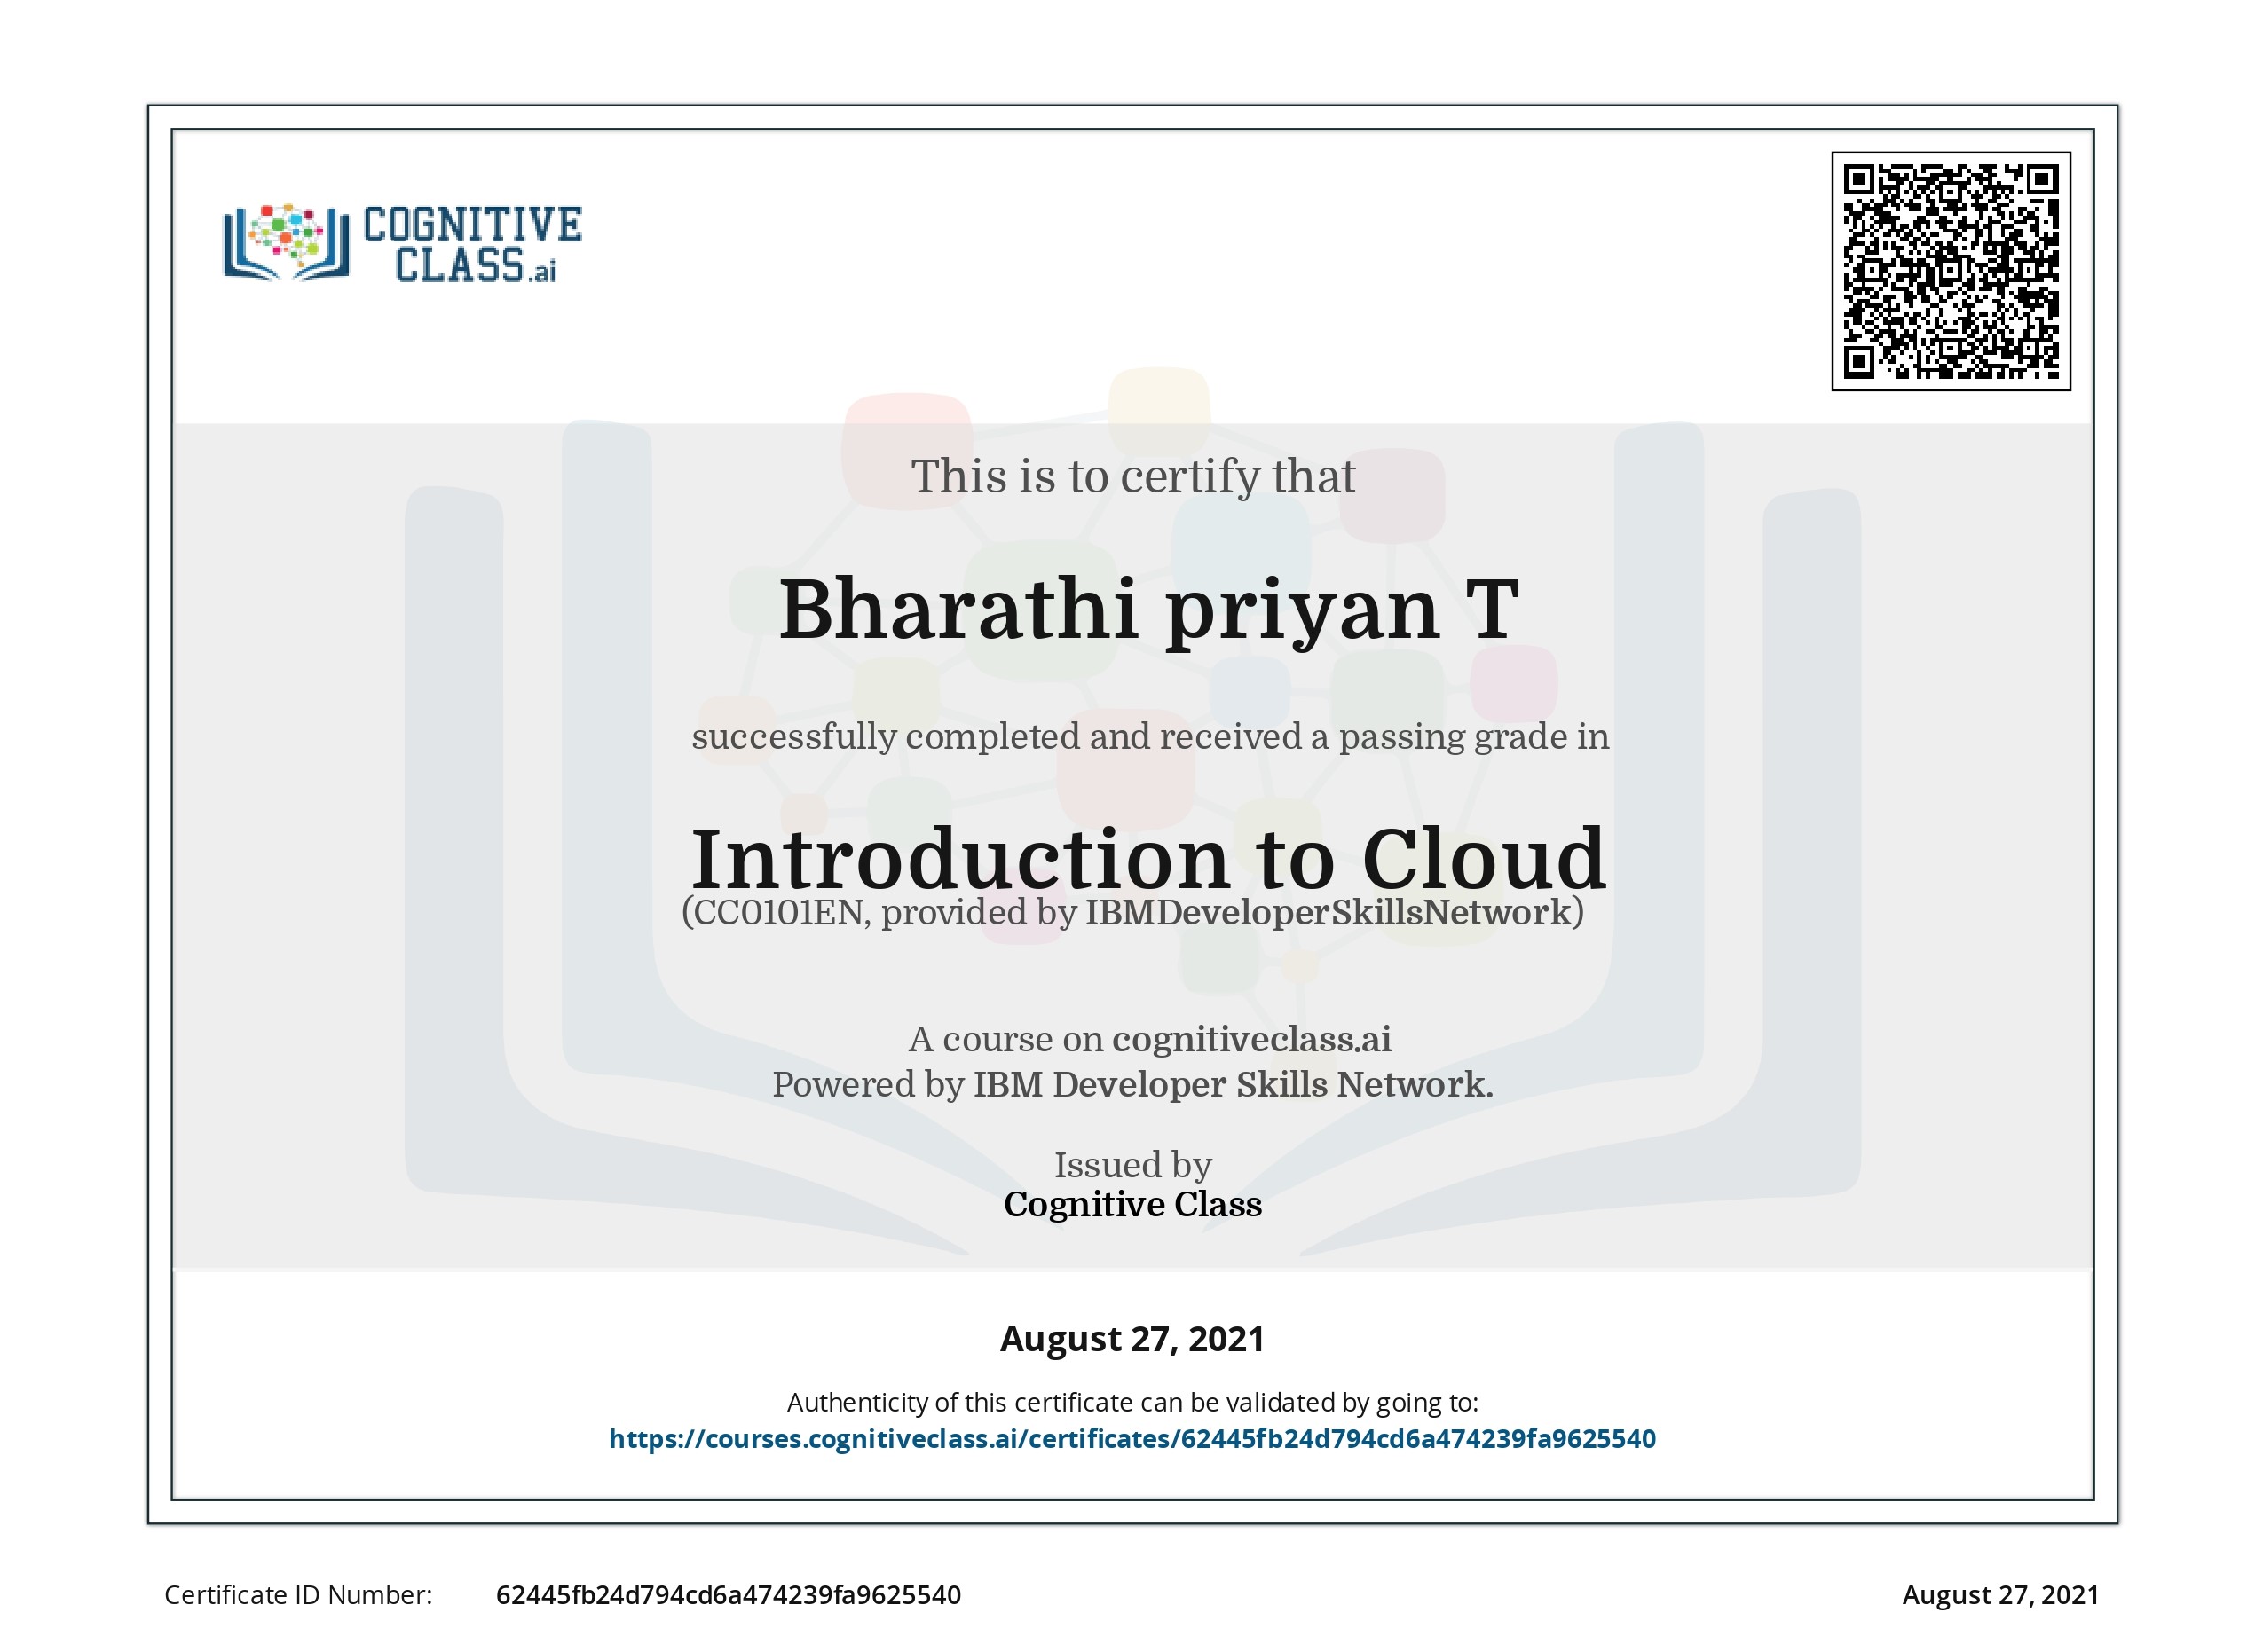 COGNITIVE
CLASS.ai
This is to certify that
Bharathi priyan T
successfully completed and received a passing grade in
Introduction to Cloud
(CC0101EN, provided by IBMDeveloperSkillsNetwork)
A course on cognitiveclass.ai
Powered by IBM Developer Skills Network.
Issued by
Cognitive Class
August 27, 2021
Authenticity of this certificate can be validated by going to:
https://courses.cognitiveclass.ai/certificates/62445fb24d794cd6a474239fa9625540
Certificate ID Number: 62445fb24d794cd6a474239fa9625540 August 27, 2021